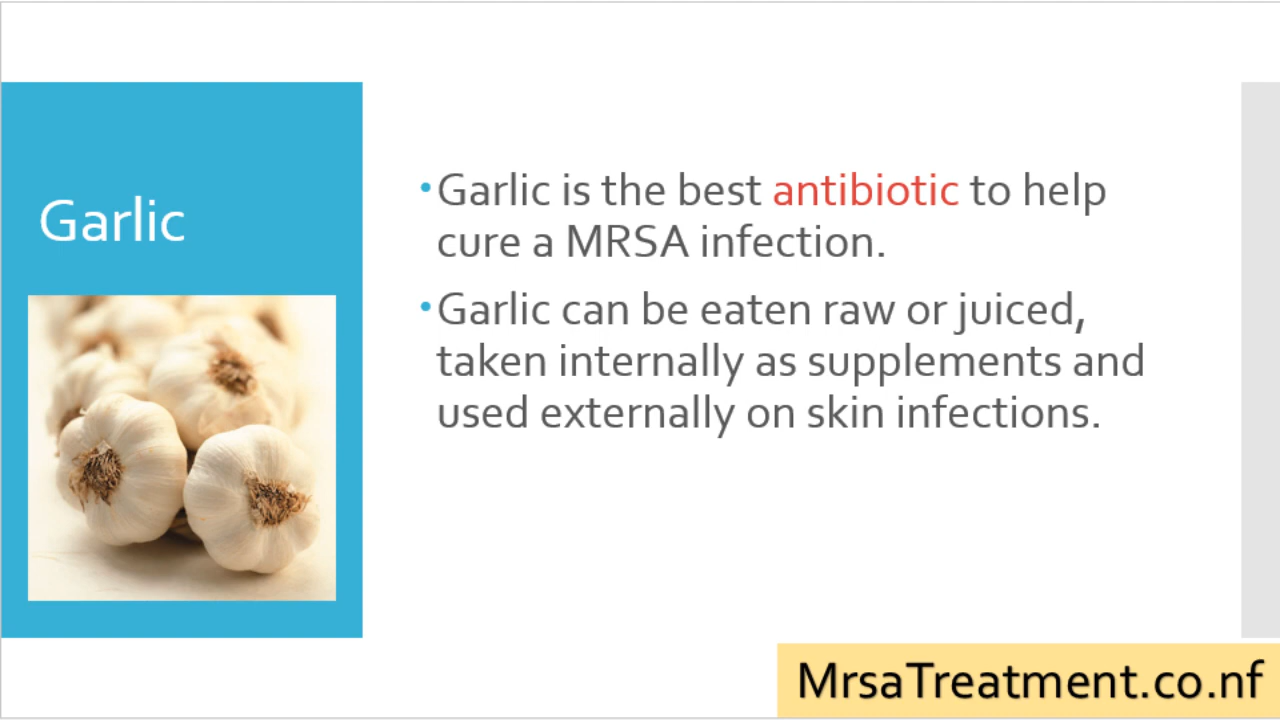 Garlic
•Garlic is the best antibiotic to help
cure a MRSA infection.
•Garlic can be eaten raw or juiced,
taken internally as supplements and
used externally on skin infections.
MrsaTreatment.co.nf